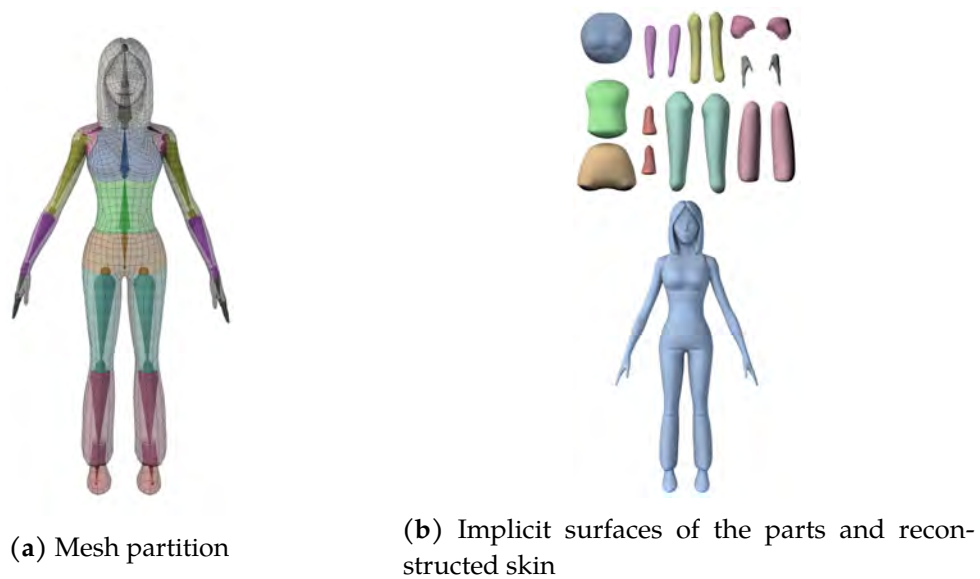 (a) Mesh partition
(b) Implicit surfaces of the parts and recon-
structed skin